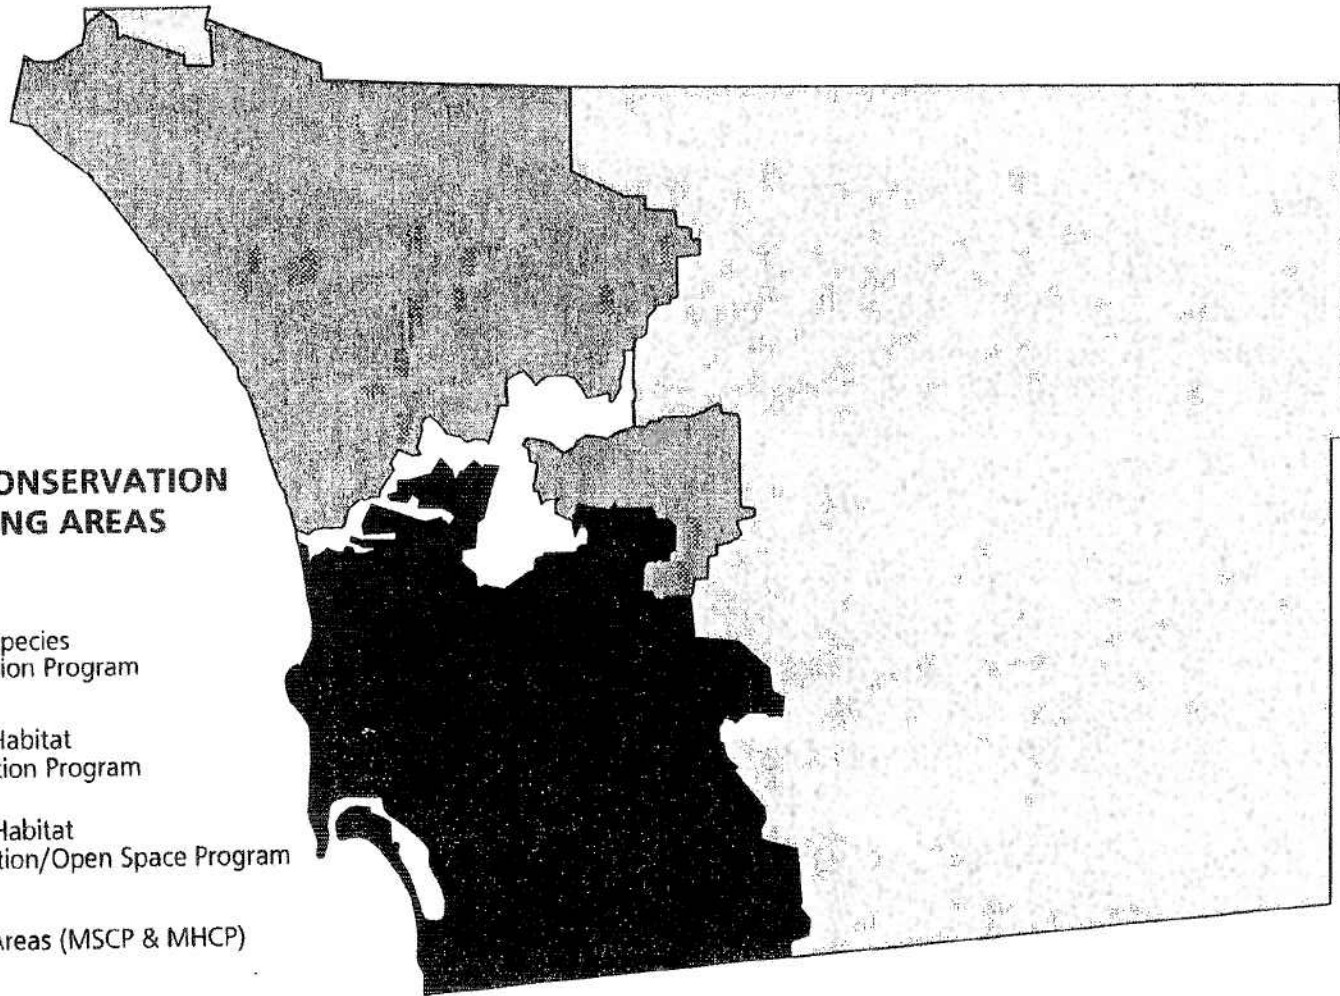 ONSERVATION
NG AREAS
pecies
ion Program
Habitat
tion Program
Habitat
tion/Open Space Program
Areas (MSCP & MHCP)